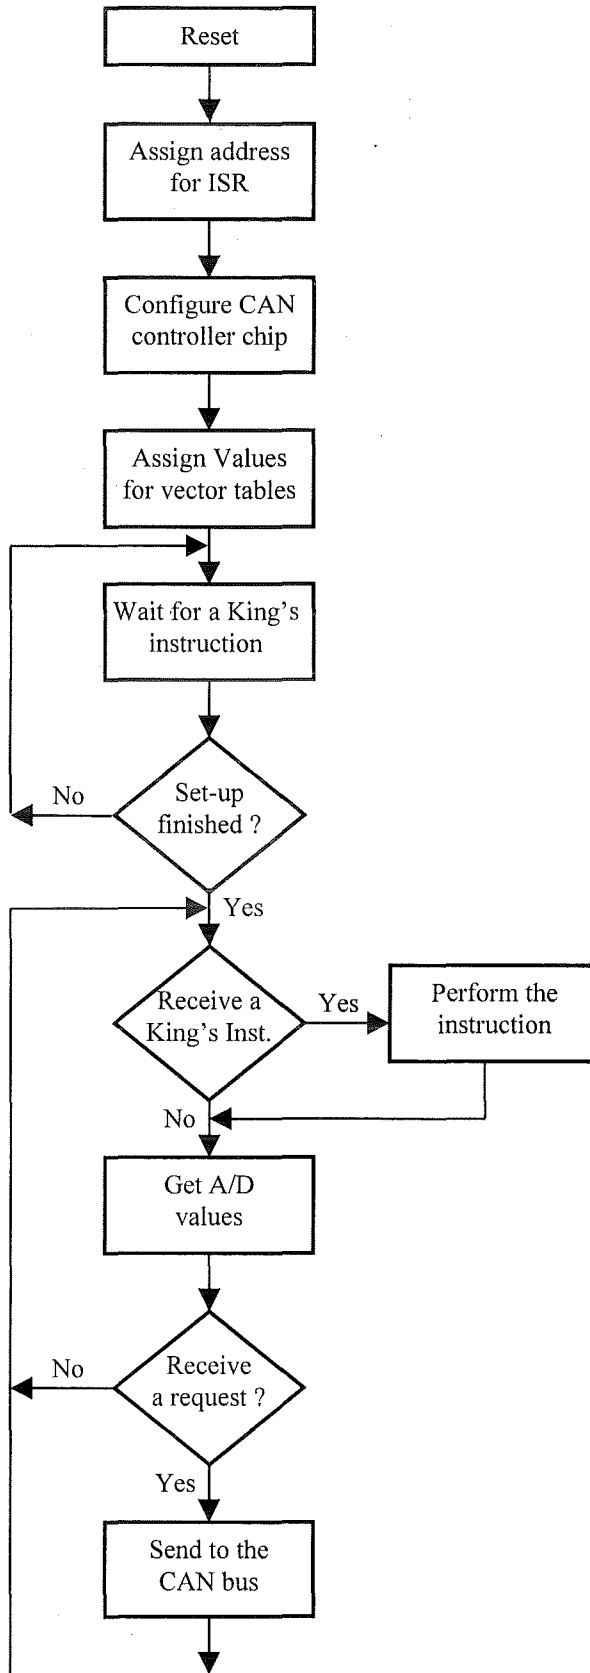 Reset
Assign address
for ISR
Configure CAN
controller chip
Assign Values
for vector tables
Wait for a King's
instruction
No
Set-up
finished ?
Yes
Receive a
King's Inst.
Yes
Perform the
instruction
No
Get A/D
values
No
Receive
a request ?
Yes
Send to the
CAN bus